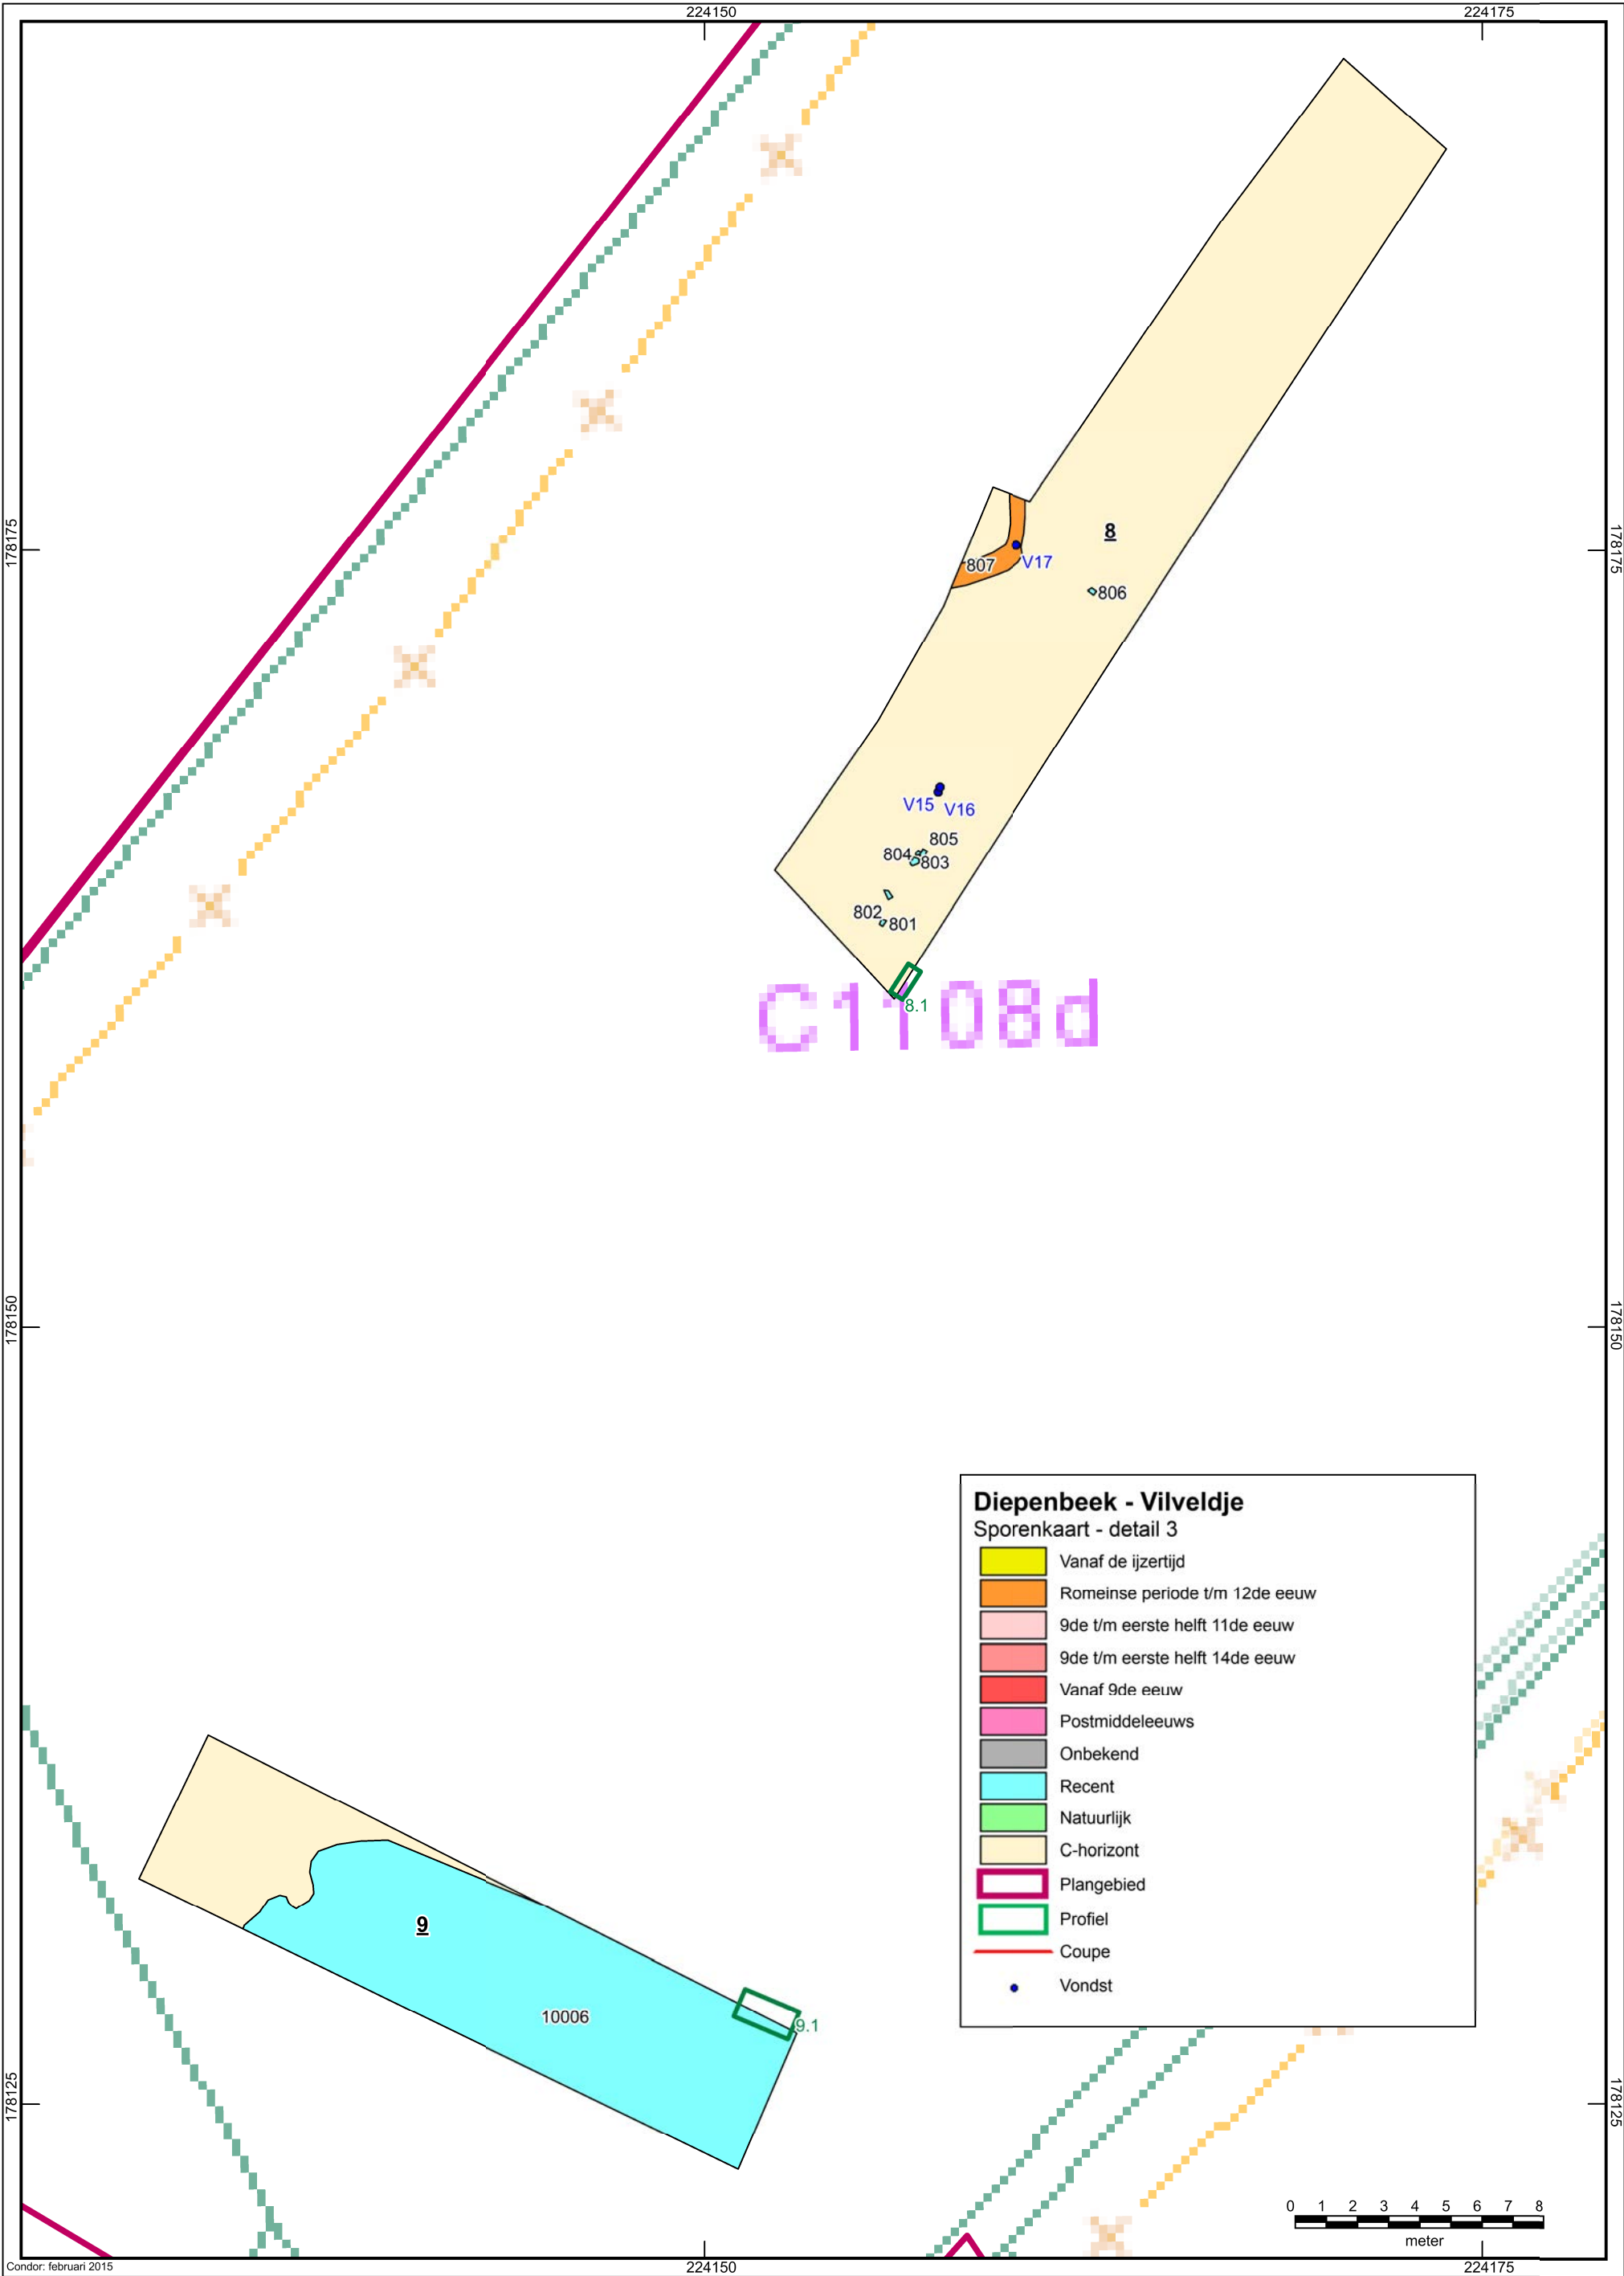 224150 224175
178175 178175
8
807
V17
806
V15 V16
805
804 803
802
801
8.1
C1108d
178150 178150
Diepenbeek - Vilveldje
Sporenkaart - detail 3
Vanaf de ijzertijd
Romeinse periode t/m 12de eeuw
9de t/m eerste helft 11de eeuw
9de t/m eerste helft 14de eeuw
Vanaf 9de eeuw
Postmiddeleeuws
Onbekend
Recent
Natuurlijk
C-horizont
Plangebied
Profiel
Coupe
Vondst
9
10006
9.1
178125 178125
0 1 2 3 4 5 6 7 8
meter
Condor: februari 2015
224150 224175